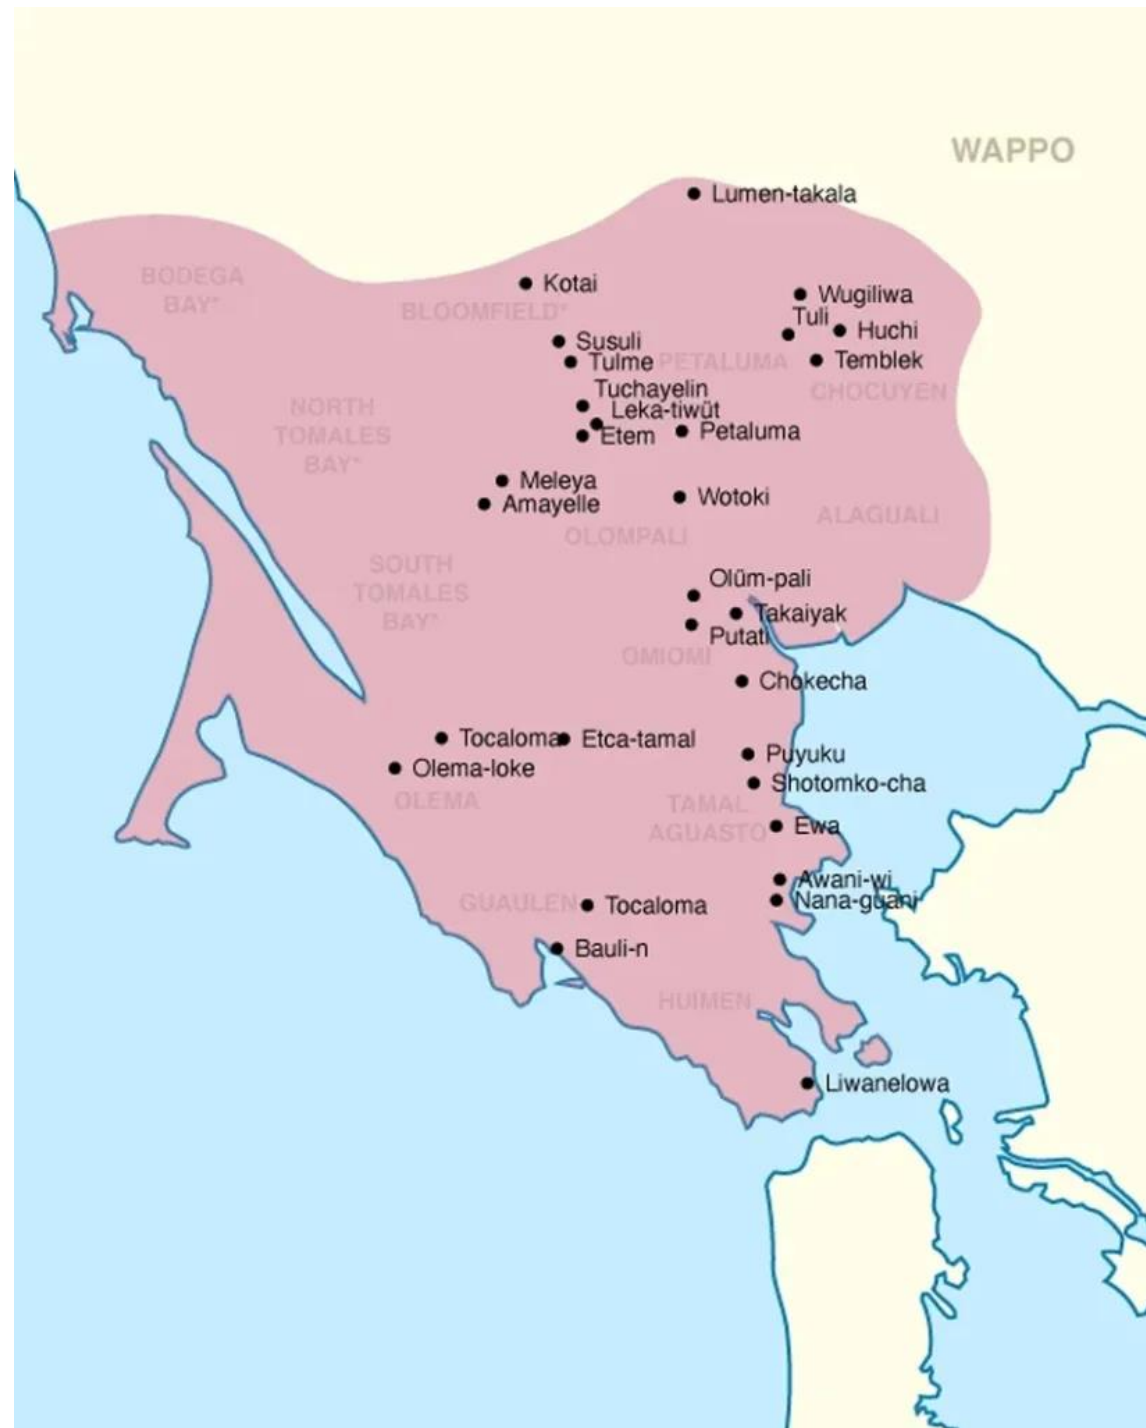 WAPPO
Lumen-takala
BODEGA
BAY*
Kotai
BLOOMFIELD*
Wugiliwa
Tuli
Huchi
Susuli
Tulme
PETALUMA
Temblek
CHOCUYEN
Tuchayelin
Leka-tiwüt
Etem
Petaluma
NORTH
TOMALES
BAY*
Meleya
Amayelle
Wotoki
OLOMPALI
ALAGUALI
SOUTH
TOMALES
BAY*
Olüm-pali
Takaiyak
Putati
OMIOMI
Chokecha
Tocaloma
Etca-tamal
Puyuku
Olema-loke
Shotomko-cha
OLEMA
TAMAL
AGUASTO
Ewa
Awani-wi
Nana-guani
GUAULEN
Tocaloma
Bauli-n
HUIMEN
Liwanelowa